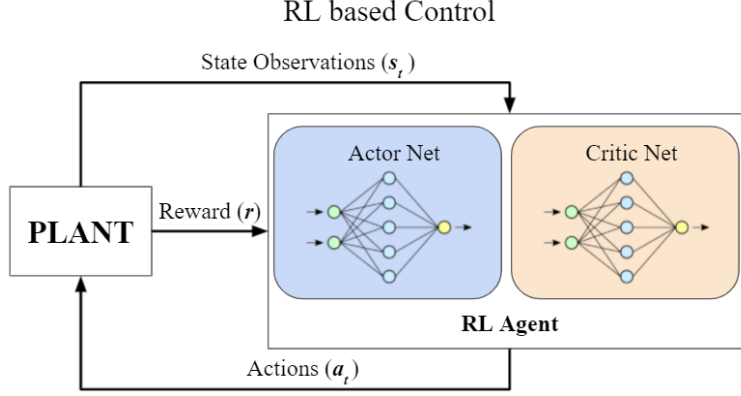 RL based Control
State Observations (s_t)
Actor Net
Critic Net
PLANT
Reward (r)
RL Agent
Actions (a_t)